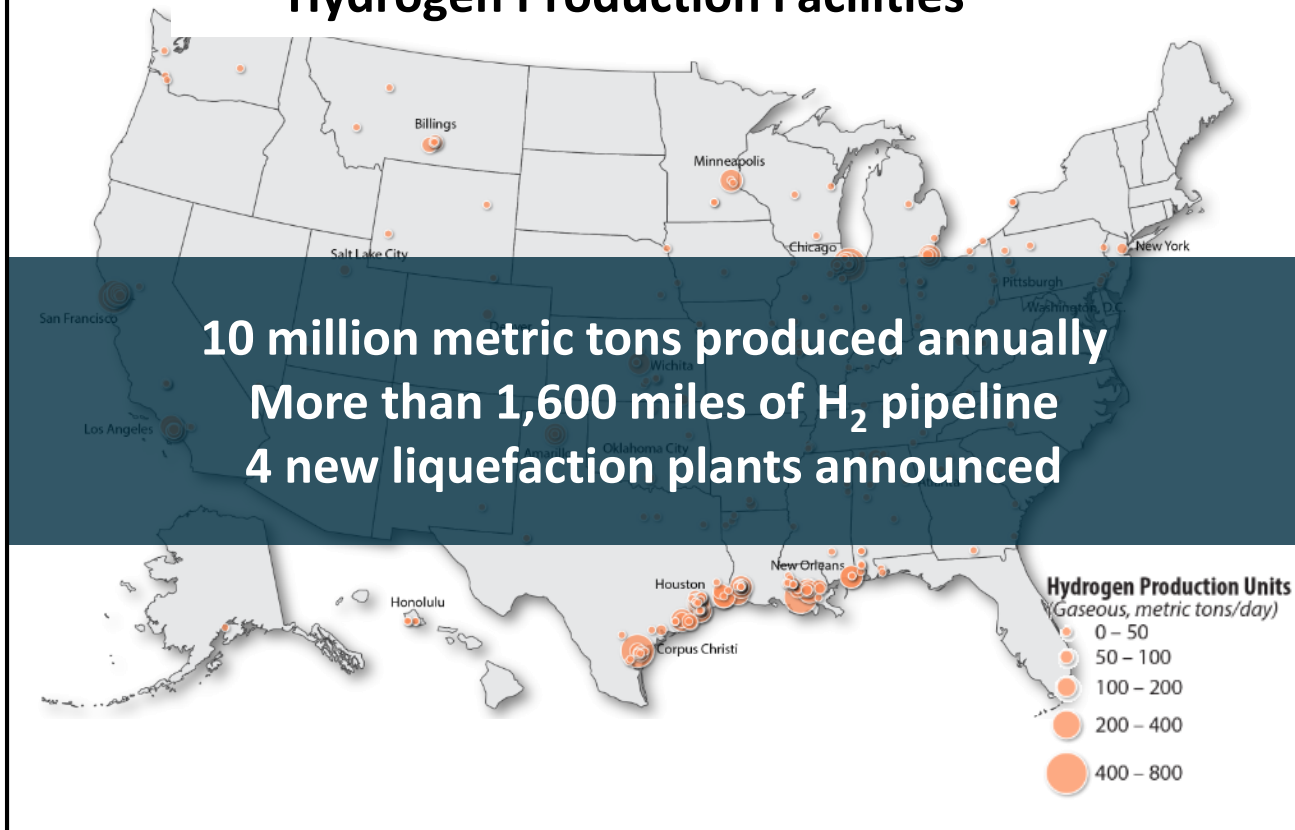 Hydrogen Production Facilities
Billings
Minneapolis
Chicago
New York
Salt Lake City
Pittsburgh
Washington, D.C.
San Francisco
Denver
10 million metric tons produced annually
Wichita
More than 1,600 miles of H₂ pipeline
Los Angeles
Amarillo
Oklahoma City
4 new liquefaction plants announced
Atlanta
New Orleans
Houston
Honolulu
Corpus Christi
Hydrogen Production Units
(Gaseous, metric tons/day)
0 – 50
50 – 100
100 – 200
200 – 400
400 – 800